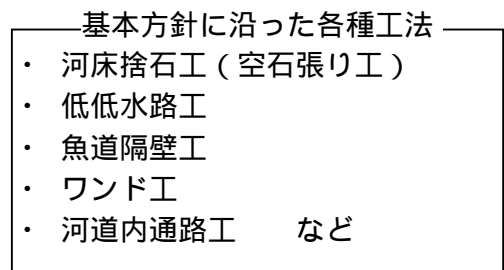 基本方針に沿った各種工法
・ 河床捨石工(空石張り工)
・ 低低水路工
・ 魚道隔壁工
・ ワンド工
・ 河道内通路工　　など